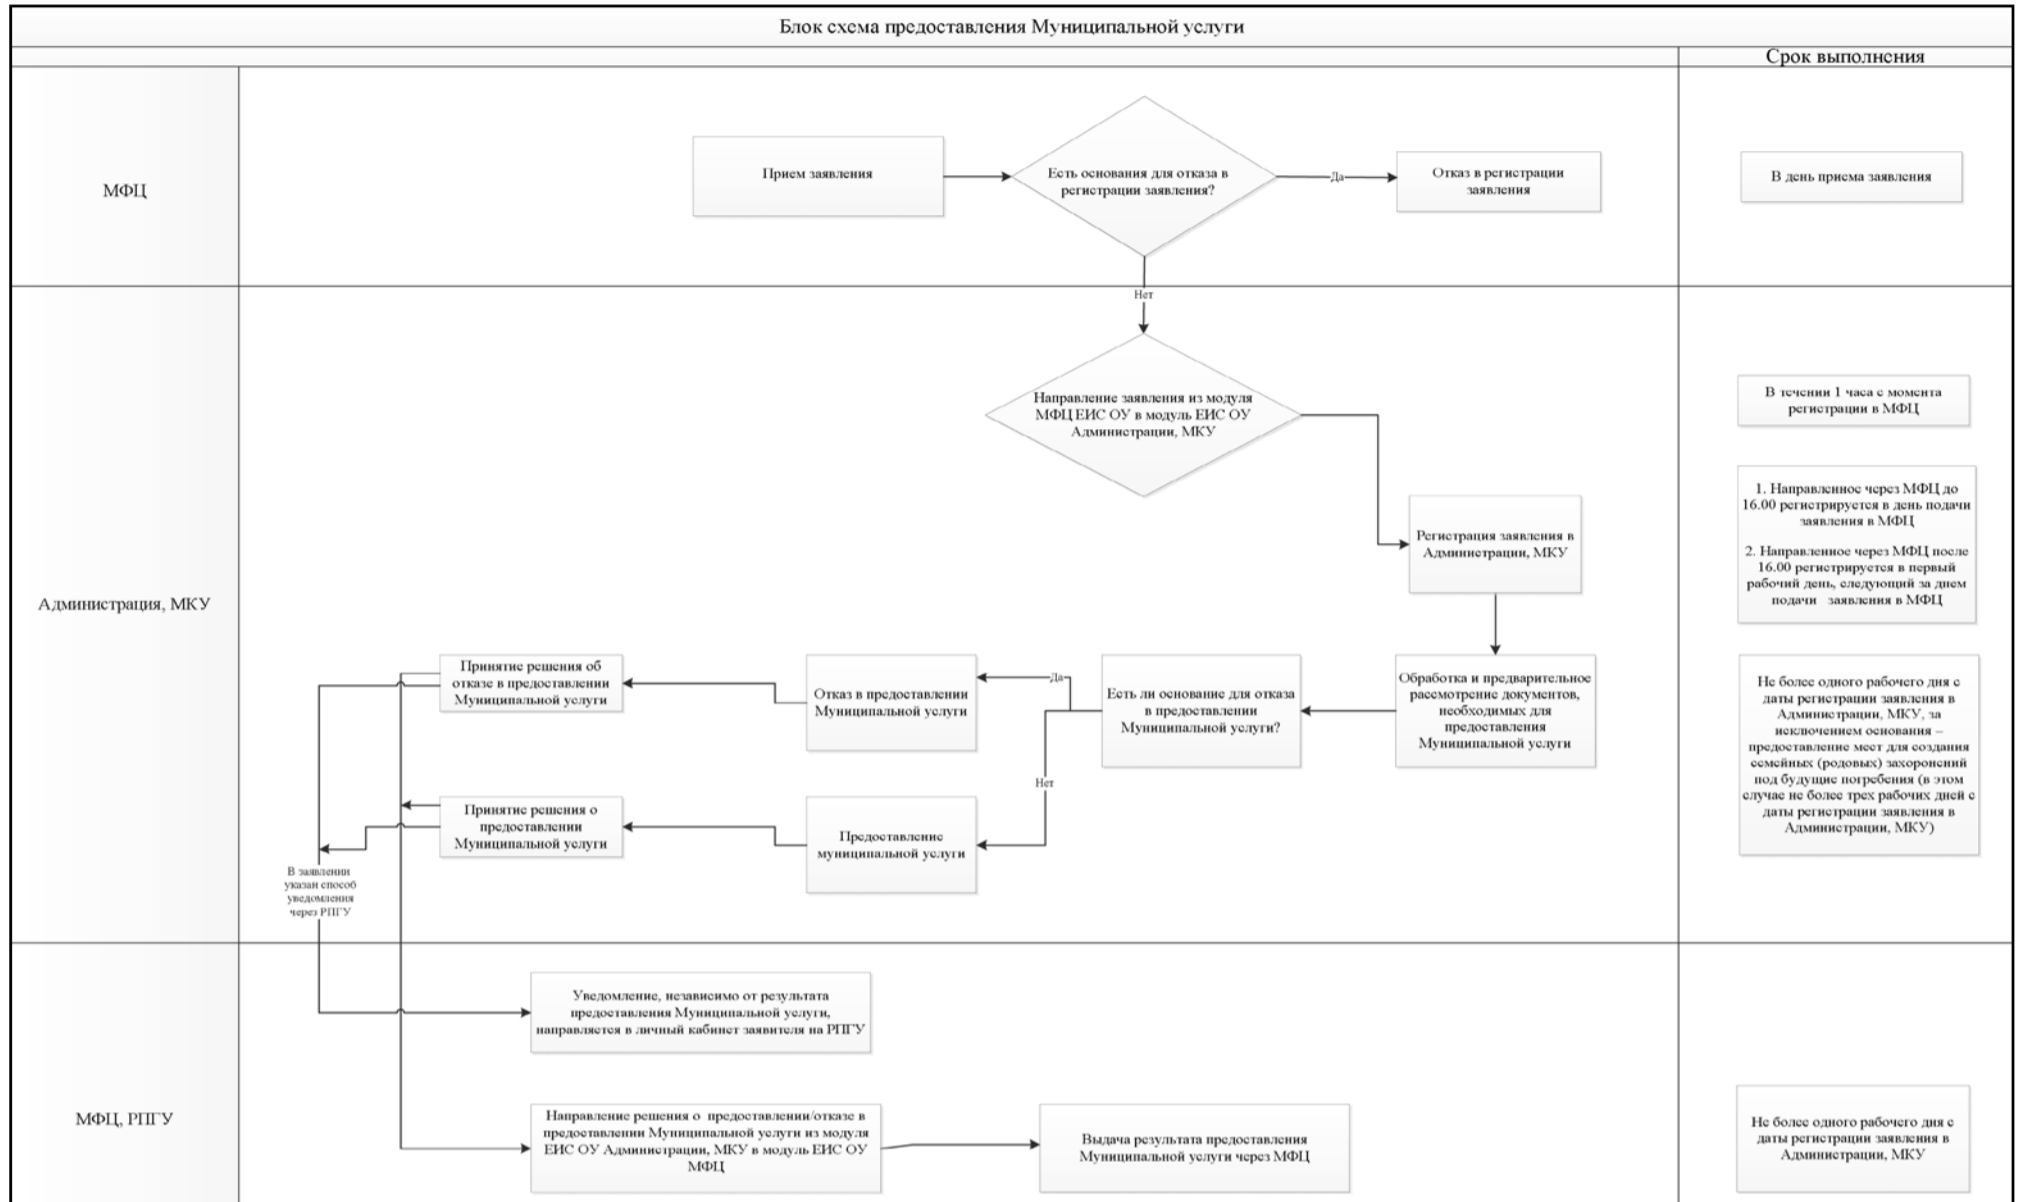 Блок схема предоставления Муниципальной услуги
Срок выполнения
МФЦ
Прием заявления
Есть основания для отказа в
регистрации заявления?
Да
Отказ в регистрации
заявления
В день приема заявления
Нет
Администрация, МКУ
Направление заявления из модуля
МФЦ ЕИС ОУ в модуль ЕИС ОУ
Администрации, МКУ
В течении 1 часа с момента
регистрации в МФЦ
Регистрация заявления в
Администрации, МКУ
1. Направленное через МФЦ до
16.00 регистрируется в день подачи
заявления в МФЦ
2. Направленное через МФЦ после
16.00 регистрируется в первый
рабочий день, следующий за днем
подачи заявления в МФЦ
Принятие решения об
отказе в предоставлении
Муниципальной услуги
Отказ в предоставлении
Муниципальной услуги
Да
Есть ли основание для отказа
в предоставлении
Муниципальной услуги?
Обработка и предварительное
рассмотрение документов,
необходимых для
предоставления
Муниципальной услуги
Не более одного рабочего дня с
даты регистрации заявления в
Администрации, МКУ, за
исключением основания –
предоставление мест для создания
семейных (родовых) захоронений
под будущие погребения (в этом
случае не более трех рабочих дней с
даты регистрации заявления в
Администрации, МКУ)
Нет
Принятие решения о
предоставлении
Муниципальной услуги
Предоставление
муниципальной услуги
В заявлении
указан способ
уведомления
через РПГУ
МФЦ, РПГУ
Уведомление, независимо от результата
предоставления Муниципальной услуги,
направляется в личный кабинет заявителя на РПГУ
Направление решения о предоставлении/отказе в
предоставлении Муниципальной услуги из модуля
ЕИС ОУ Администрации, МКУ в модуль ЕИС ОУ
МФЦ
Выдача результата предоставления
Муниципальной услуги через МФЦ
Не более одного рабочего дня с
даты регистрации заявления в
Администрации, МКУ